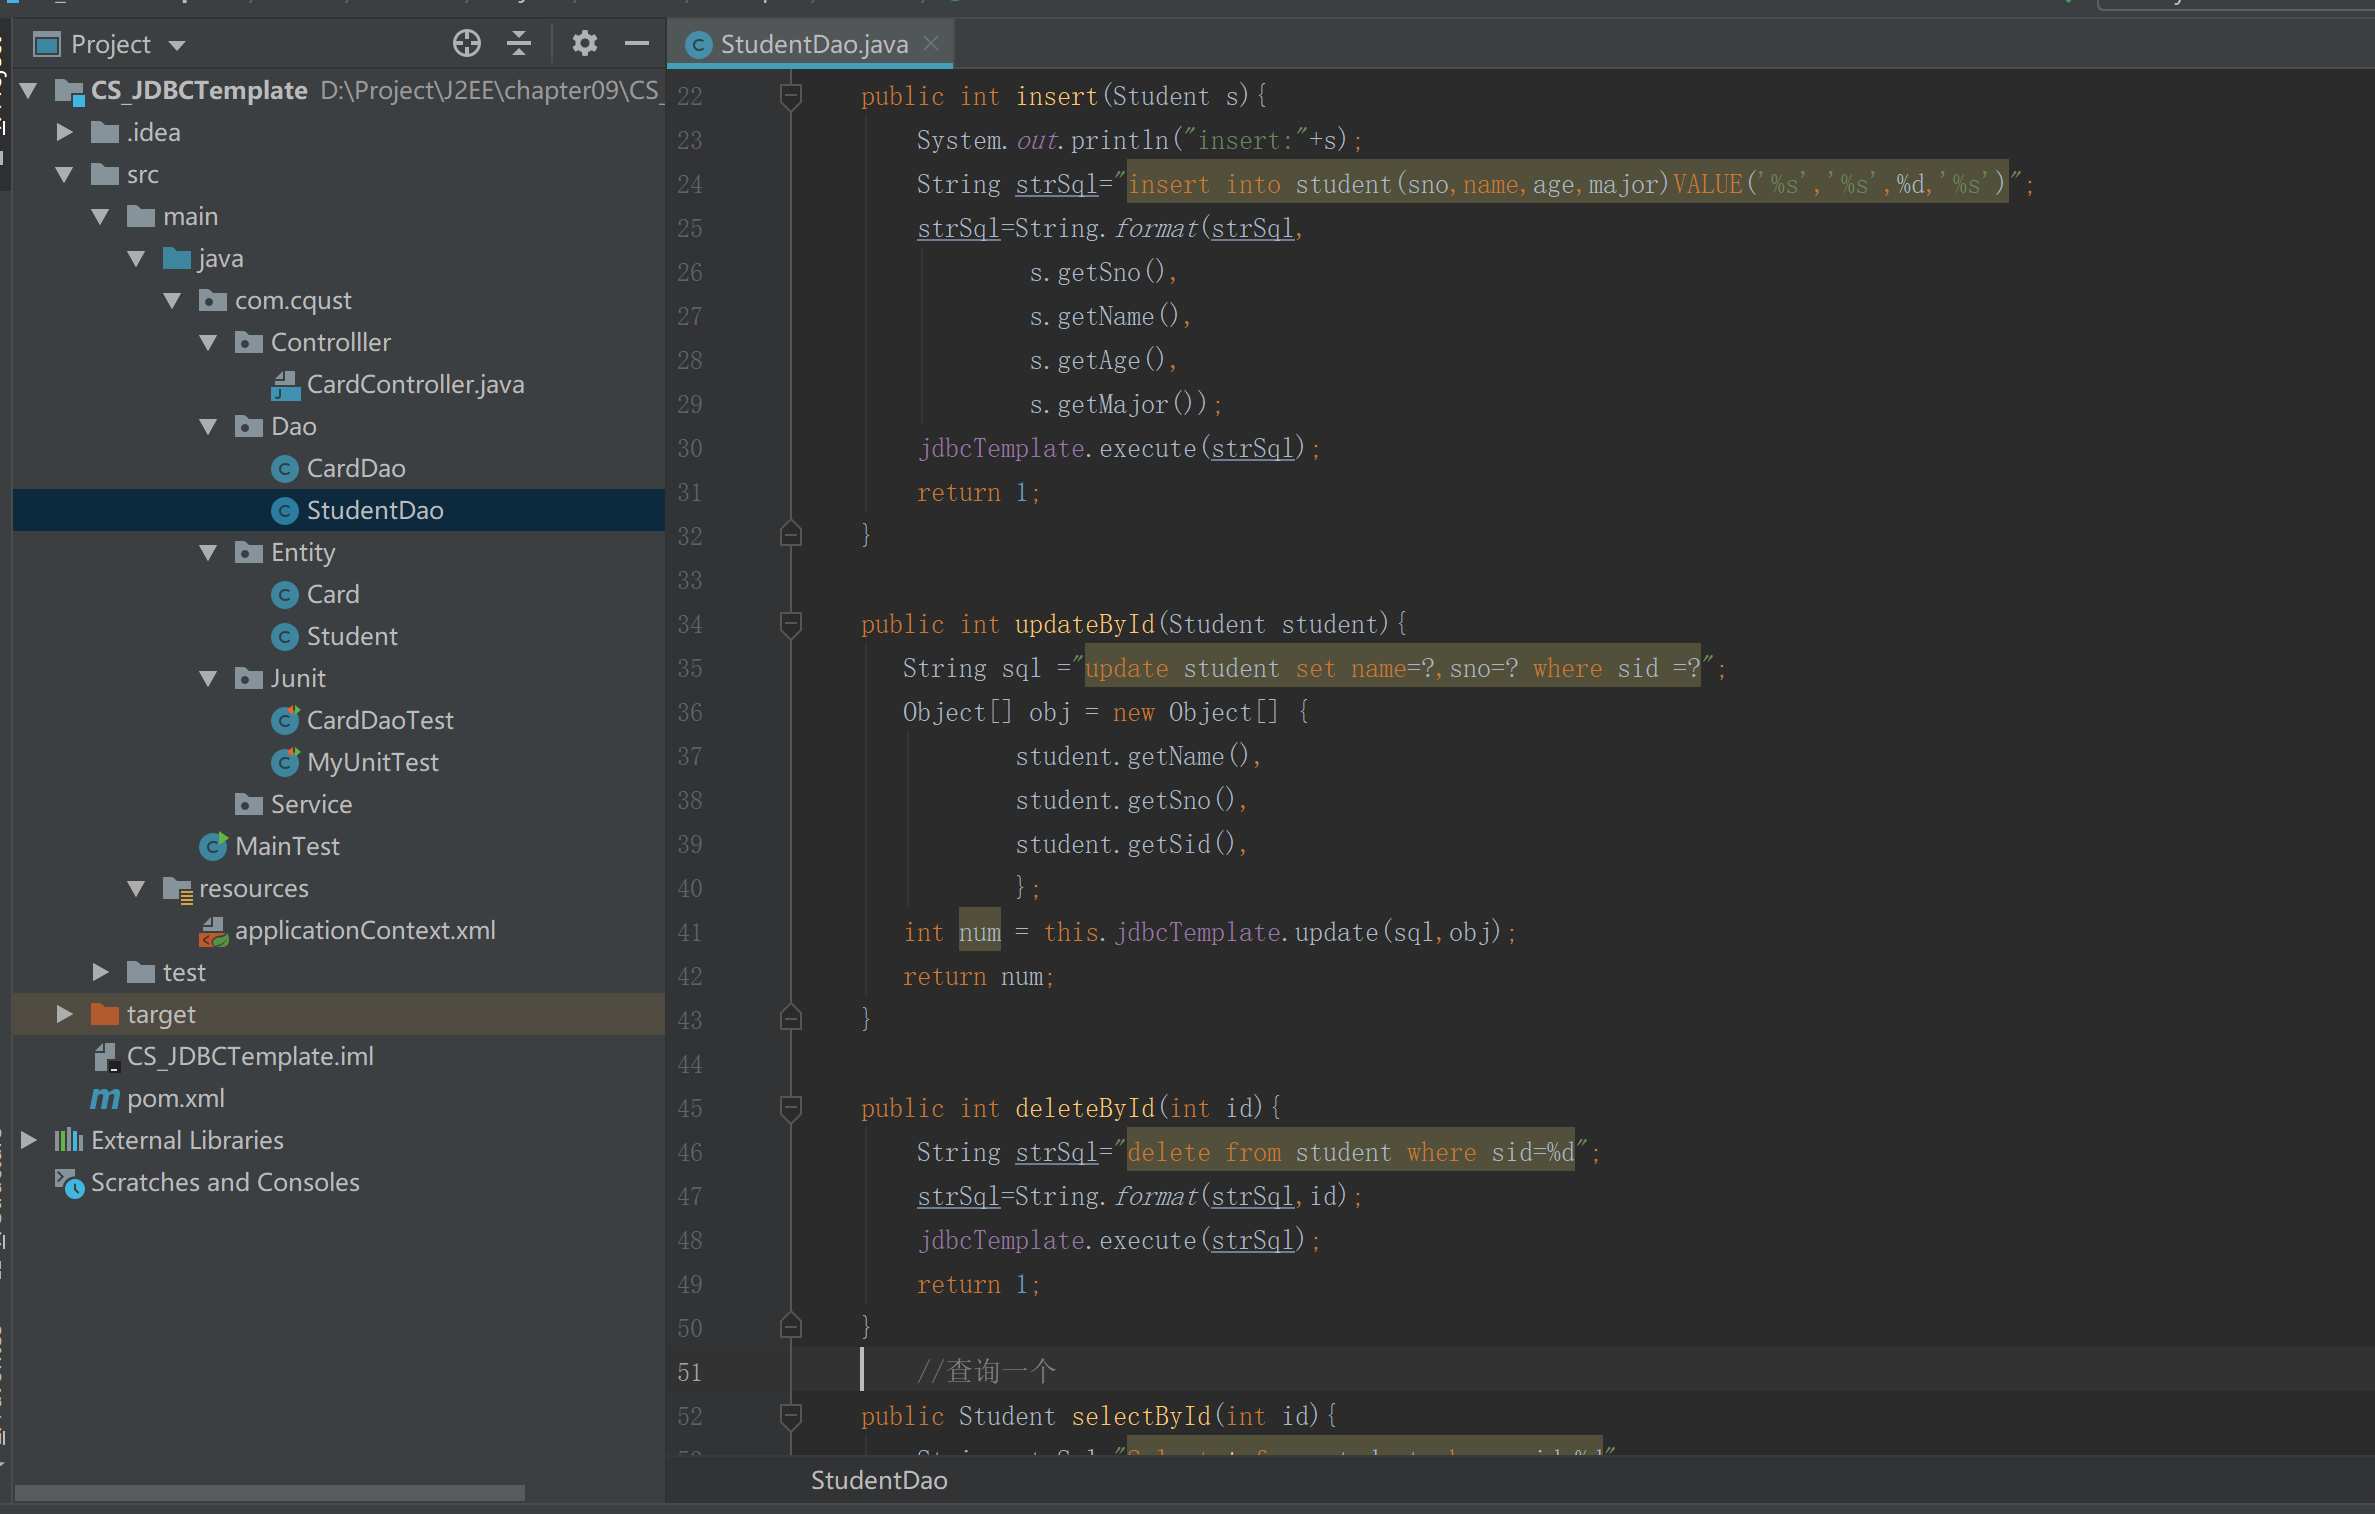 Project
CS_JDBCTemplate D:\Project\J2EE\chapter09\CS_
.idea
src
main
java
com.cqust
Controlller
CardController.java
Dao
CardDao
StudentDao
Entity
Card
Student
Junit
CardDaoTest
MyUnitTest
Service
MainTest
resources
applicationContext.xml
test
target
CS_JDBCTemplate.iml
pom.xml
External Libraries
Scratches and Consoles
StudentDao.java
22 public int insert(Student s){
23 System.out.println("insert:"+s);
24 String strSql="insert into student(sno,name,age,major)VALUE('%s','%s',%d,'%s')";
25 strSql=String.format(strSql,
26 s.getSno(),
27 s.getName(),
28 s.getAge(),
29 s.getMajor());
30 jdbcTemplate.execute(strSql);
31 return 1;
32 }
33
34 public int updateById(Student student){
35 String sql ="update student set name=?,sno=? where sid =?";
36 Object[] obj = new Object[] {
37 student.getName(),
38 student.getSno(),
39 student.getSid(),
40 };
41 int num = this.jdbcTemplate.update(sql,obj);
42 return num;
43 }
44
45 public int deleteById(int id){
46 String strSql="delete from student where sid=%d";
47 strSql=String.format(strSql,id);
48 jdbcTemplate.execute(strSql);
49 return 1;
50 }
51 //查询一个
52 public Student selectById(int id){
StudentDao